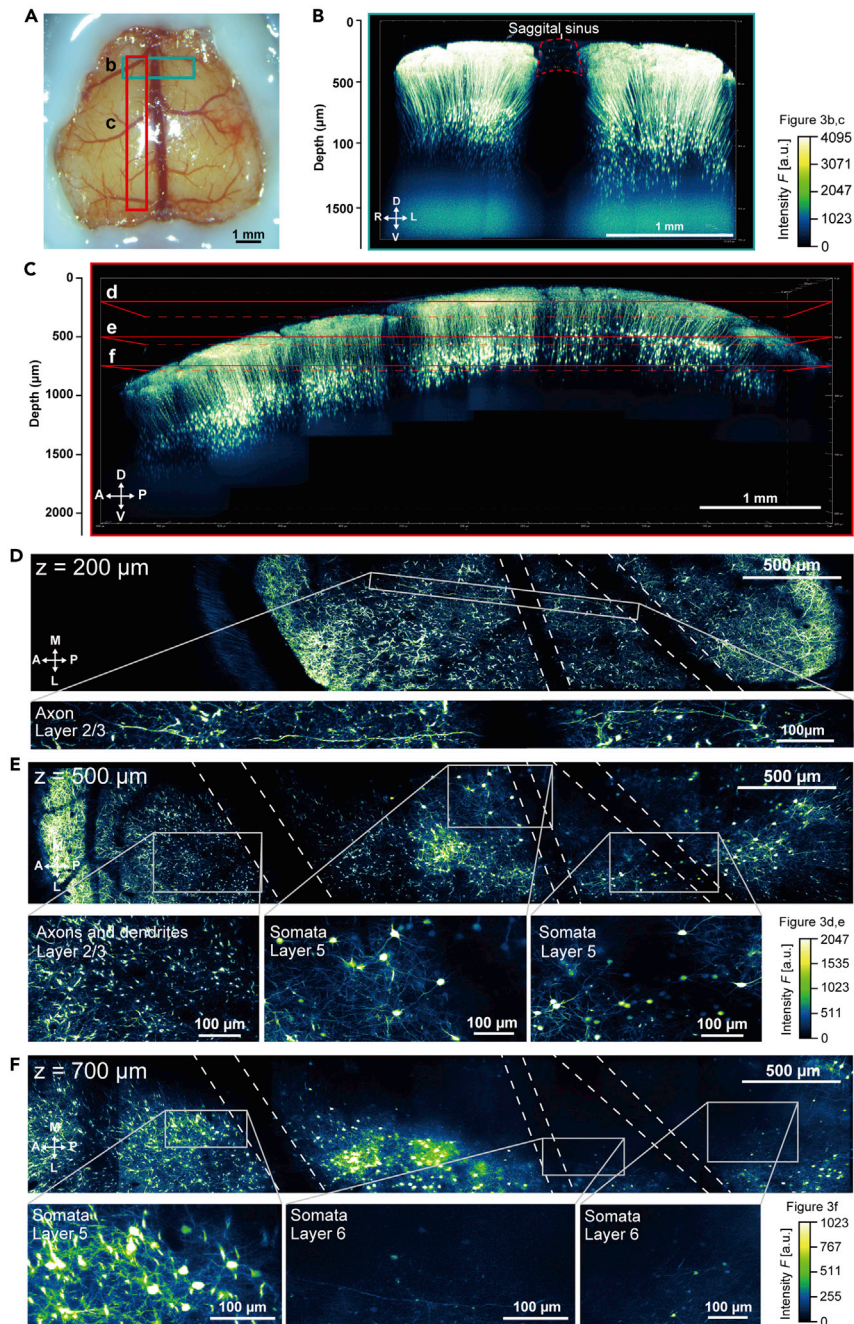 A
b
c
1 mm
B
Depth (µm)
0
500
100
1500
Saggital sinus
D
R
L
V
1 mm
Figure 3b,c
Intensity F [a.u.]
4095
3071
2047
1023
0
C
Depth (µm)
0
500
1000
1500
2000
d
e
f
D
A
P
V
1 mm
D
z = 200 µm
500 µm
M
A
P
L
Axon
Layer 2/3
100µm
E
z = 500 µm
500 µm
M
A
P
L
Axons and dendrites
Layer 2/3
100 µm
Somata
Layer 5
100 µm
Somata
Layer 5
100 µm
Figure 3d,e
Intensity F [a.u.]
2047
1535
1023
511
0
F
z = 700 µm
500 µm
M
A
P
L
Somata
Layer 5
100 µm
Somata
Layer 6
100 µm
Somata
Layer 6
100 µm
Figure 3f
Intensity F [a.u.]
1023
767
511
255
0